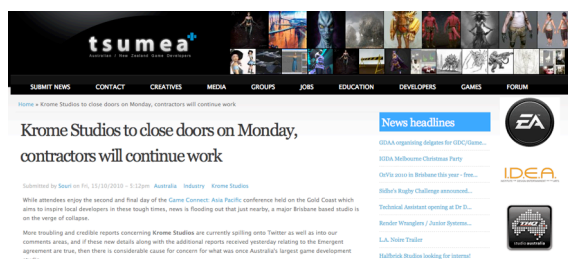 tsumea
Australian / New Zealand Game Developers
SUBMIT NEWS CONTACT CREATIVES MEDIA GROUPS JOBS EDUCATION DEVELOPERS GAMES FORUM
Home » Krome Studios to close doors on Monday, contractors will continue work
Krome Studios to close doors on Monday,
contractors will continue work
Submitted by Souri on Fri, 15/10/2010 - 3:12pm Australia Industry Krome Studios
While attendees enjoy the second and final day of the Game Connect: Asia Pacific conference held on the Gold Coast which
aims to inspire local developers in these tough times, news is flooding out that just nearby, a major Brisbane based studio is
on the verge of collapse.
More troubling and credible reports concerning Krome Studios are currently spilling onto Twitter as well as into our
comments areas, and if these new details along with the additional reports received yesterday relating to the Emergent
agreement are true, then there is considerable cause for concern for what was once Australia's largest game development
News headlines
GDAA organising delgates for GDC/Game...
IGDA Melbourne Christmas Party
OzViz 2010 in Brisbane this year - free...
Sidhe's Rugby Challenge announced...
Technical Assistant opening at Dr D...
Render Wranglers / Junior Systems...
L.A. Noire Trailer
Halfbrick Studios looking for interns!
EA
I.D.E.A.
THQ
studio australia